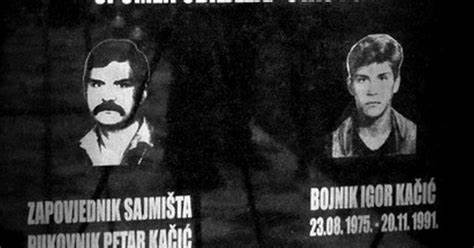 ZAPOVJEDNIK SAJMIŠTA
PUKOVNIK PETAR KAČIĆ
BOJNIK IGOR KAČIĆ
23.08.1975. - 20.11.1991.